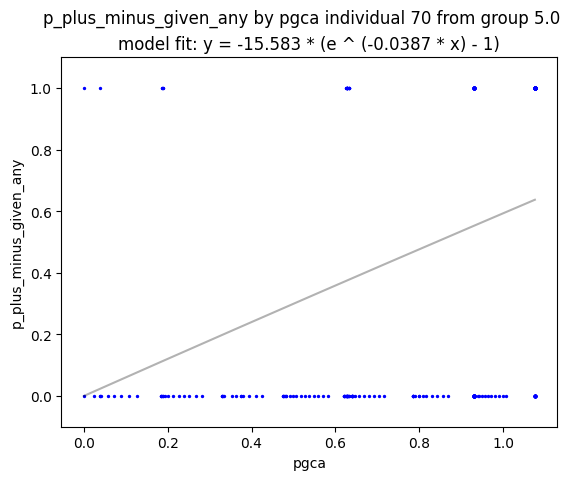 p_plus_minus_given_any by pgca individual 70 from group 5.0
model fit: y = -15.583 * (e ^ (-0.0387 * x) - 1)
p_plus_minus_given_any
1.0
0.8
0.6
0.4
0.2
0.0
0.0 0.2 0.4 0.6 0.8 1.0
pgca